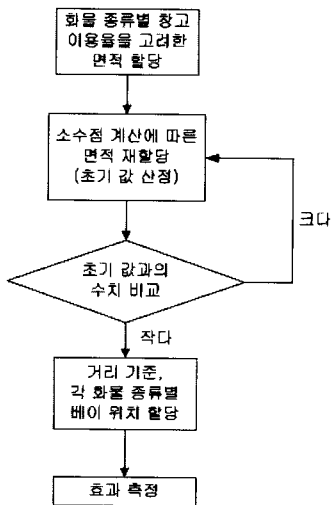 화물 종류별 창고
이용율을 고려한
면적 할당
소수점 계산에 따른
면적 재할당
(초기 값 산정)
크다
초기 값과의
수치 비교
작다
거리 기준,
각 화물 종류별
베이 위치 할당
효과 측정